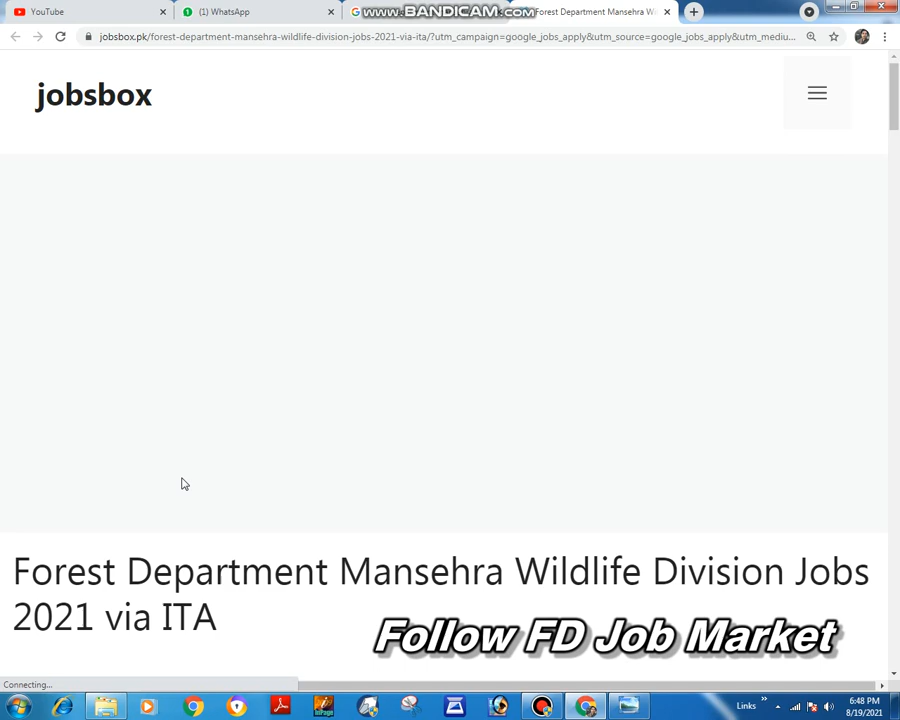 YouTube
(1) WhatsApp
WWW.BANDICAM.COM
Forest Department Mansehra Wi
jobsbox.pk/forest-department-mansehra-wildlife-division-jobs-2021-via-ita/?utm_campaign=google_jobs_apply&utm_source=google_jobs_apply&utm_mediu...
jobsbox
Forest Department Mansehra Wildlife Division Jobs
2021 via ITA
Follow FD Job Market
Connecting...
Links
6:48 PM
8/19/2021